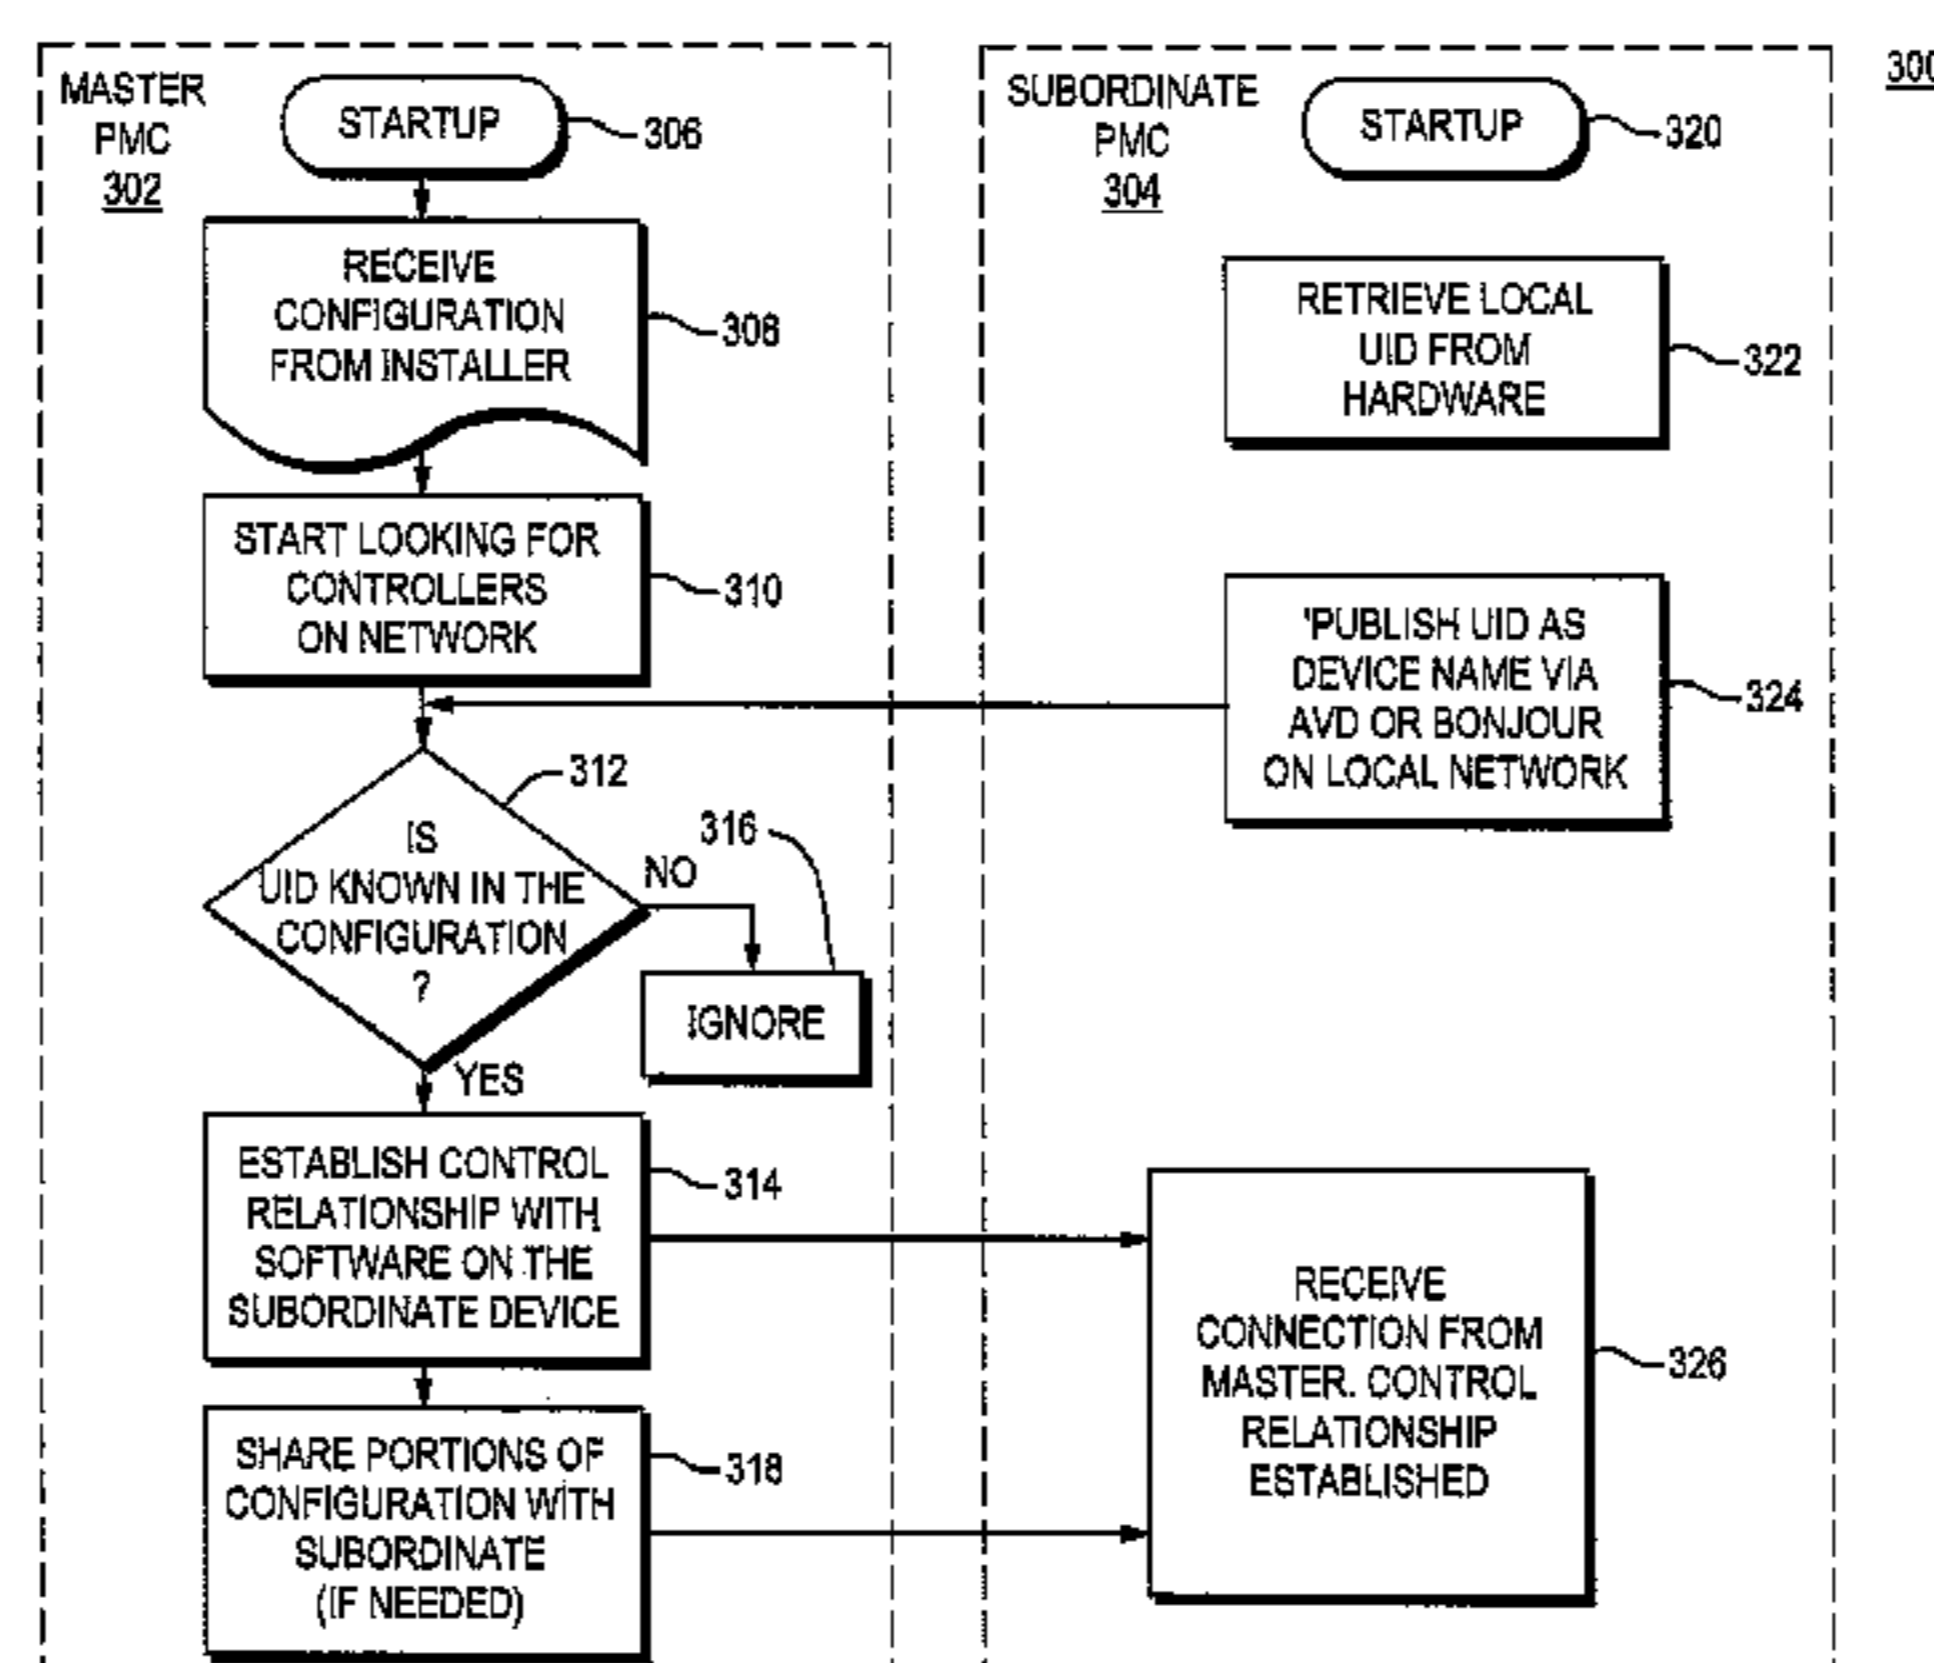 MASTER
PMC
302
STARTUP
306
RECEIVE
CONFIGURATION
FROM INSTALLER
308
START LOOKING FOR
CONTROLLERS
ON NETWORK
310
312
IS
UID KNOWN IN THE
CONFIGURATION
?
NO
316
IGNORE
YES
ESTABLISH CONTROL
RELATIONSHIP WITH
SOFTWARE ON THE
SUBORDINATE DEVICE
314
SHARE PORTIONS OF
CONFIGURATION WITH
SUBORDINATE
(IF NEEDED)
318
SUBORDINATE
PMC
304
STARTUP
320
RETRIEVE LOCAL
UID FROM
HARDWARE
322
'PUBLISH UID AS
DEVICE NAME VIA
AVD OR BONJOUR
ON LOCAL NETWORK
324
RECEIVE
CONNECTION FROM
MASTER. CONTROL
RELATIONSHIP
ESTABLISHED
326
300